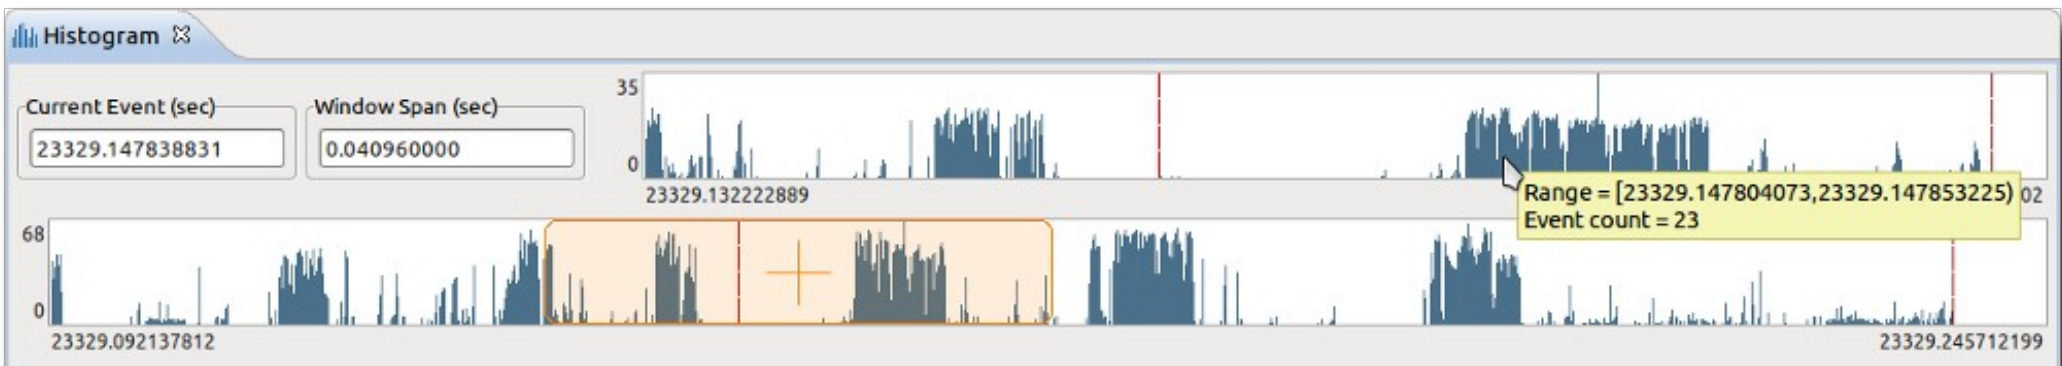 Histogram
Current Event (sec)
23329.147838831
Window Span (sec)
0.040960000
35
0
23329.132222889
02
Range = [23329.147804073,23329.147853225)
Event count = 23
68
0
23329.092137812
23329.245712199